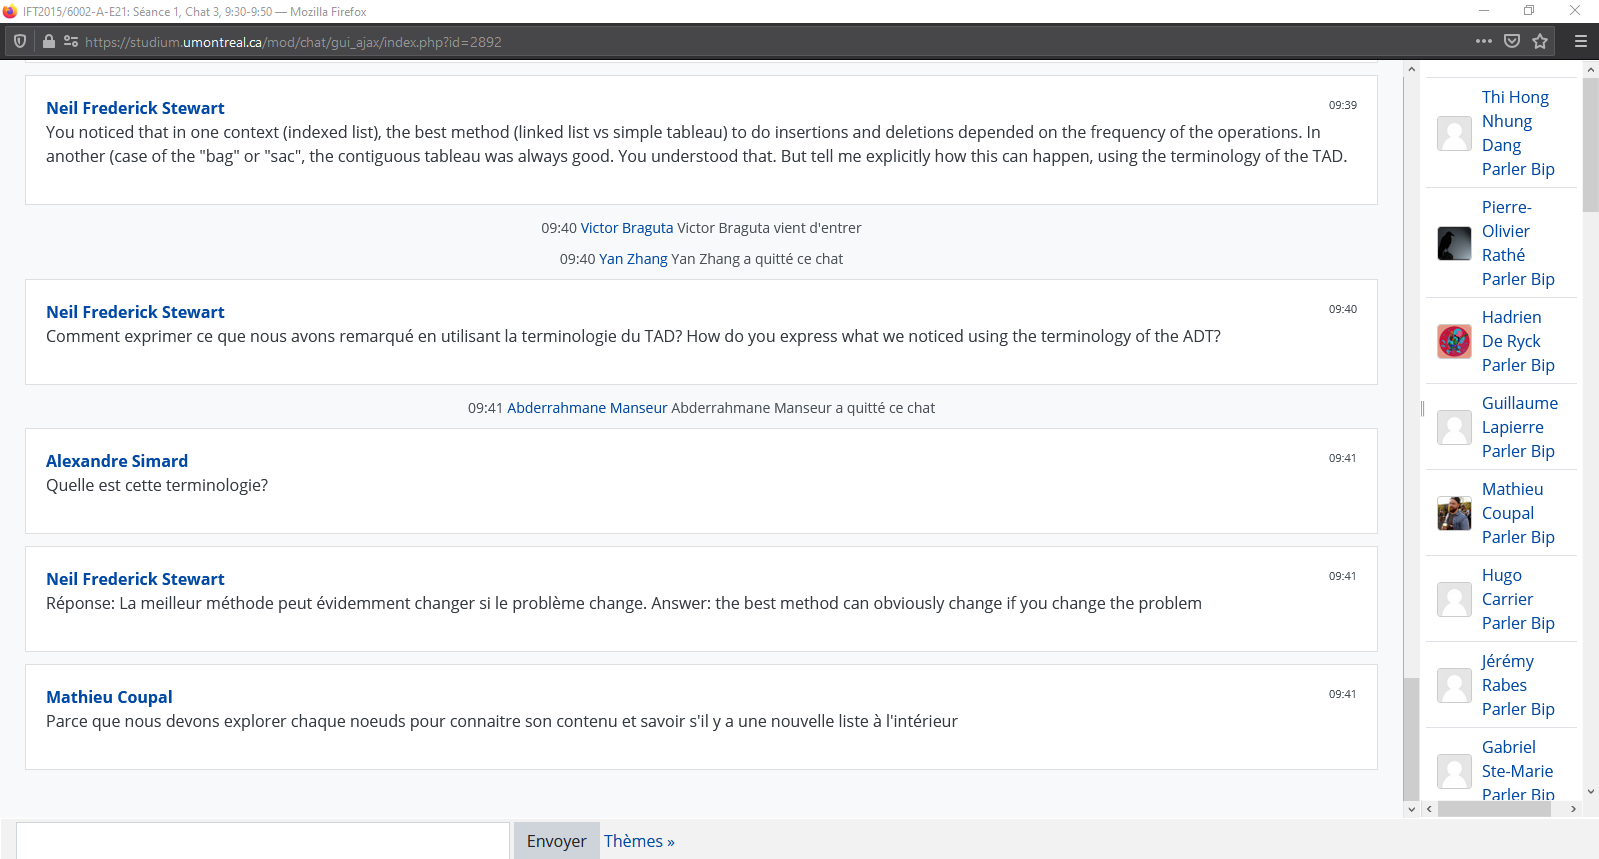 IFT2015/6002-A-E21: Séance 1, Chat 3, 9:30-9:50 — Mozilla Firefox
https://studium.umontreal.ca/mod/chat/gui_ajax/index.php?id=2892
Neil Frederick Stewart 09:39
You noticed that in one context (indexed list), the best method (linked list vs simple tableau) to do insertions and deletions depended on the frequency of the operations. In
another (case of the "bag" or "sac", the contiguous tableau was always good. You understood that. But tell me explicitly how this can happen, using the terminology of the TAD.
09:40 Victor Braguta Victor Braguta vient d'entrer
09:40 Yan Zhang Yan Zhang a quitté ce chat
Neil Frederick Stewart 09:40
Comment exprimer ce que nous avons remarqué en utilisant la terminologie du TAD? How do you express what we noticed using the terminology of the ADT?
09:41 Abderrahmane Manseur Abderrahmane Manseur a quitté ce chat
Alexandre Simard 09:41
Quelle est cette terminologie?
Neil Frederick Stewart 09:41
Réponse: La meilleur méthode peut évidemment changer si le problème change. Answer: the best method can obviously change if you change the problem
Mathieu Coupal 09:41
Parce que nous devons explorer chaque noeuds pour connaitre son contenu et savoir s'il y a une nouvelle liste à l'intérieur
Envoyer Thèmes »
Thi Hong
Nhung
Dang
Parler Bip
Pierre-
Olivier
Rathé
Parler Bip
Hadrien
De Ryck
Parler Bip
Guillaume
Lapierre
Parler Bip
Mathieu
Coupal
Parler Bip
Hugo
Carrier
Parler Bip
Jérémy
Rabes
Parler Bip
Gabriel
Ste-Marie
Parler Bip